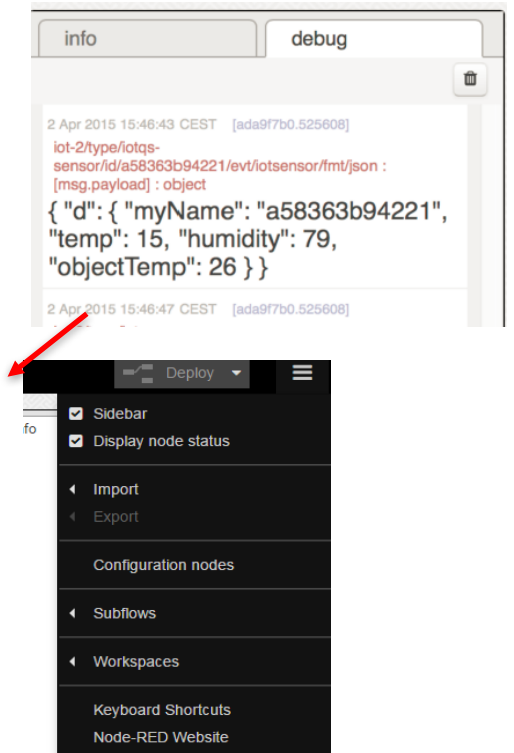 info debug
2 Apr 2015 15:46:43 CEST [ada9f7b0.525608]
iot-2/type/iotqs-
sensor/id/a58363b94221/evt/iotsensor/fmt/json :
[msg.payload] : object
{ "d": { "myName": "a58363b94221",
"temp": 15, "humidity": 79,
"objectTemp": 26 } }
2 Apr 2015 15:46:47 CEST [ada9f7b0.525608]
Deploy
Sidebar
Display node status
Import
Export
Configuration nodes
Subflows
Workspaces
Keyboard Shortcuts
Node-RED Website